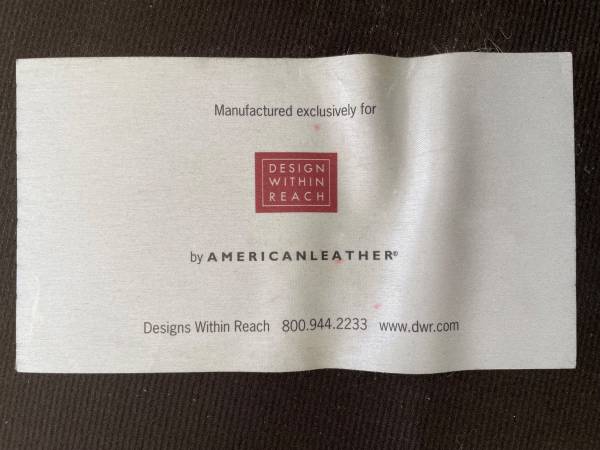 Manufactured exclusively for
DESIGN
WITHIN
REACH
by AMERICANLEATHER®
Designs Within Reach 800.944.2233 www.dwr.com